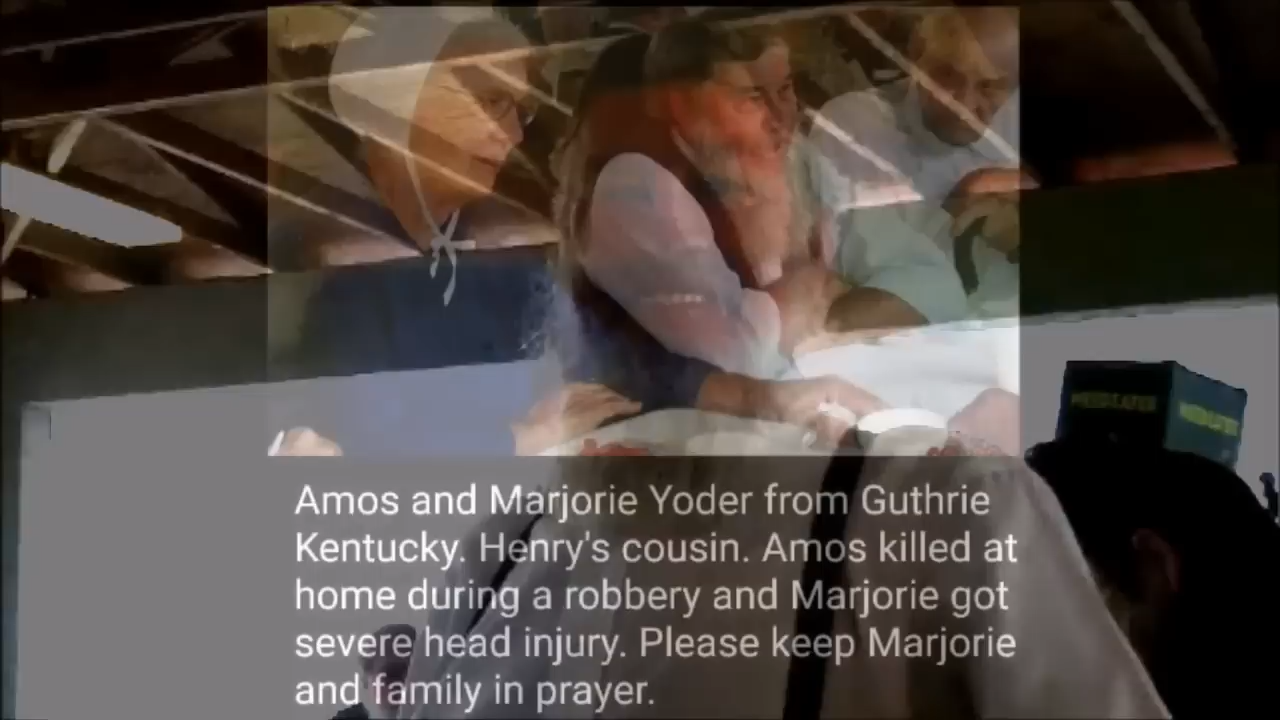 Amos and Marjorie Yoder from Guthrie
Kentucky. Henry's cousin. Amos killed at
home during a robbery and Marjorie got
severe head injury. Please keep Marjorie
and family in prayer.